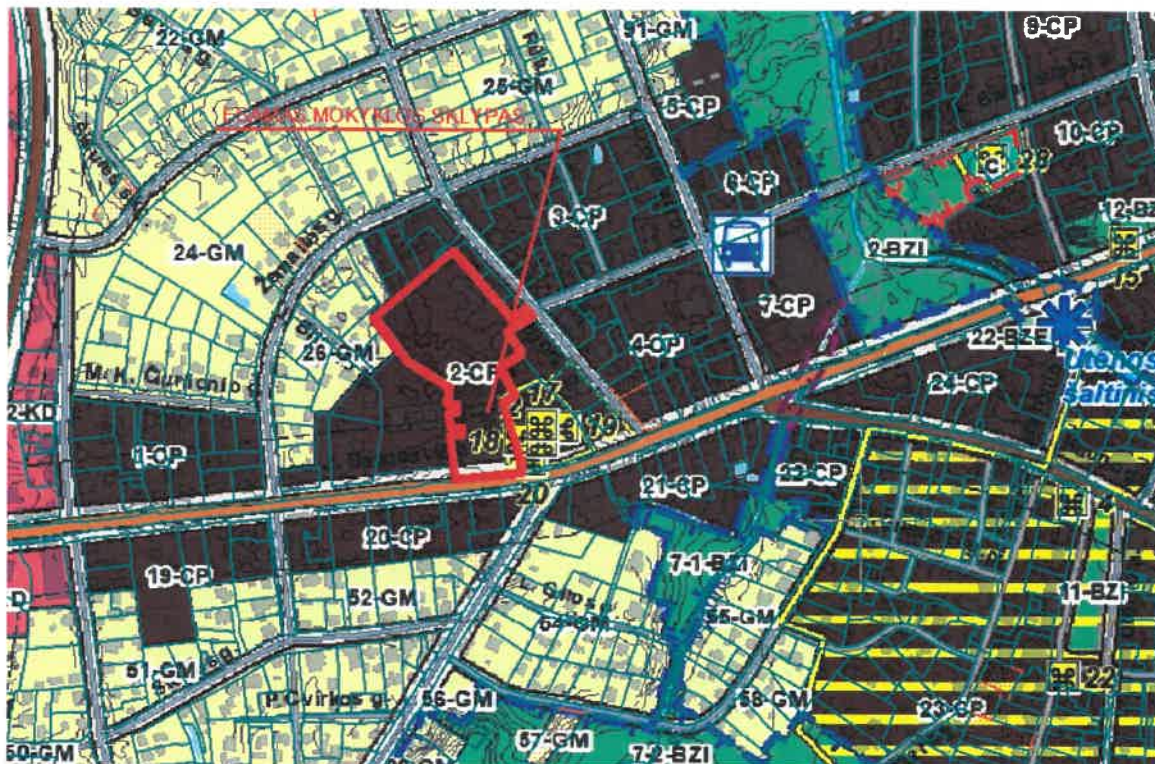 22-GM
91-GM
9-CP
25-GM
5-CP
ESAMAS MOKYKLOS SKLYPAS
10-CP
6-CP
C
28
3-CP
12-BZ
24-GM
2-BZI
15
7-CP
26-GM
4-CP
22-BZE
2-CP
Utenos
šaltinis
24-CP
17
2-KD
18
19
1-CP
22-CP
20
21-CP
4
20-CP
19-CP
7-1-BZI
52-GM
11-BZI
54-GM
55-GM
51-GM
22
P.Cvirkos g.
56-GM
58-GM
23-CP
57-GM
50-GM
7-2-BZI